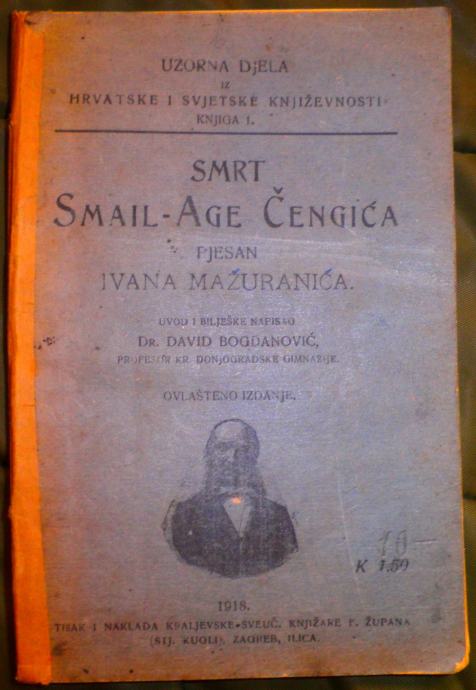 UZORNA DJELA
IZ
HRVATSKE I SVJETSKE KNJIŽEVNOSTI
KNJIGA I.
SMRT
SMAIL-AGE ČENGIĆA
PJESAN
IVANA MAŽURANIĆA.
UVOD I BILJEŠKE NAPISAO
DR. DAVID BOGDANOVIĆ,
PROFESOR KR. DONJOGRADSKE GIMNAZIJE.
OVLAŠTENO IZDANJE.
10—
K 1.50
1918.
TISAK I NAKLADA KRALJEVSKE SVEUČ. KNJIŽARE F. ŽUPANA
(STJ. KUGLI), ZAGREB, ILICA.